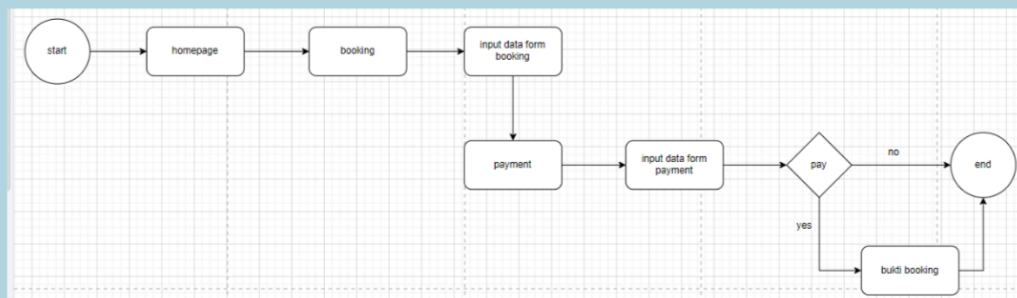 start
homepage
booking
input data form
booking
payment
input data form
payment
pay
no
end
yes
bukti booking